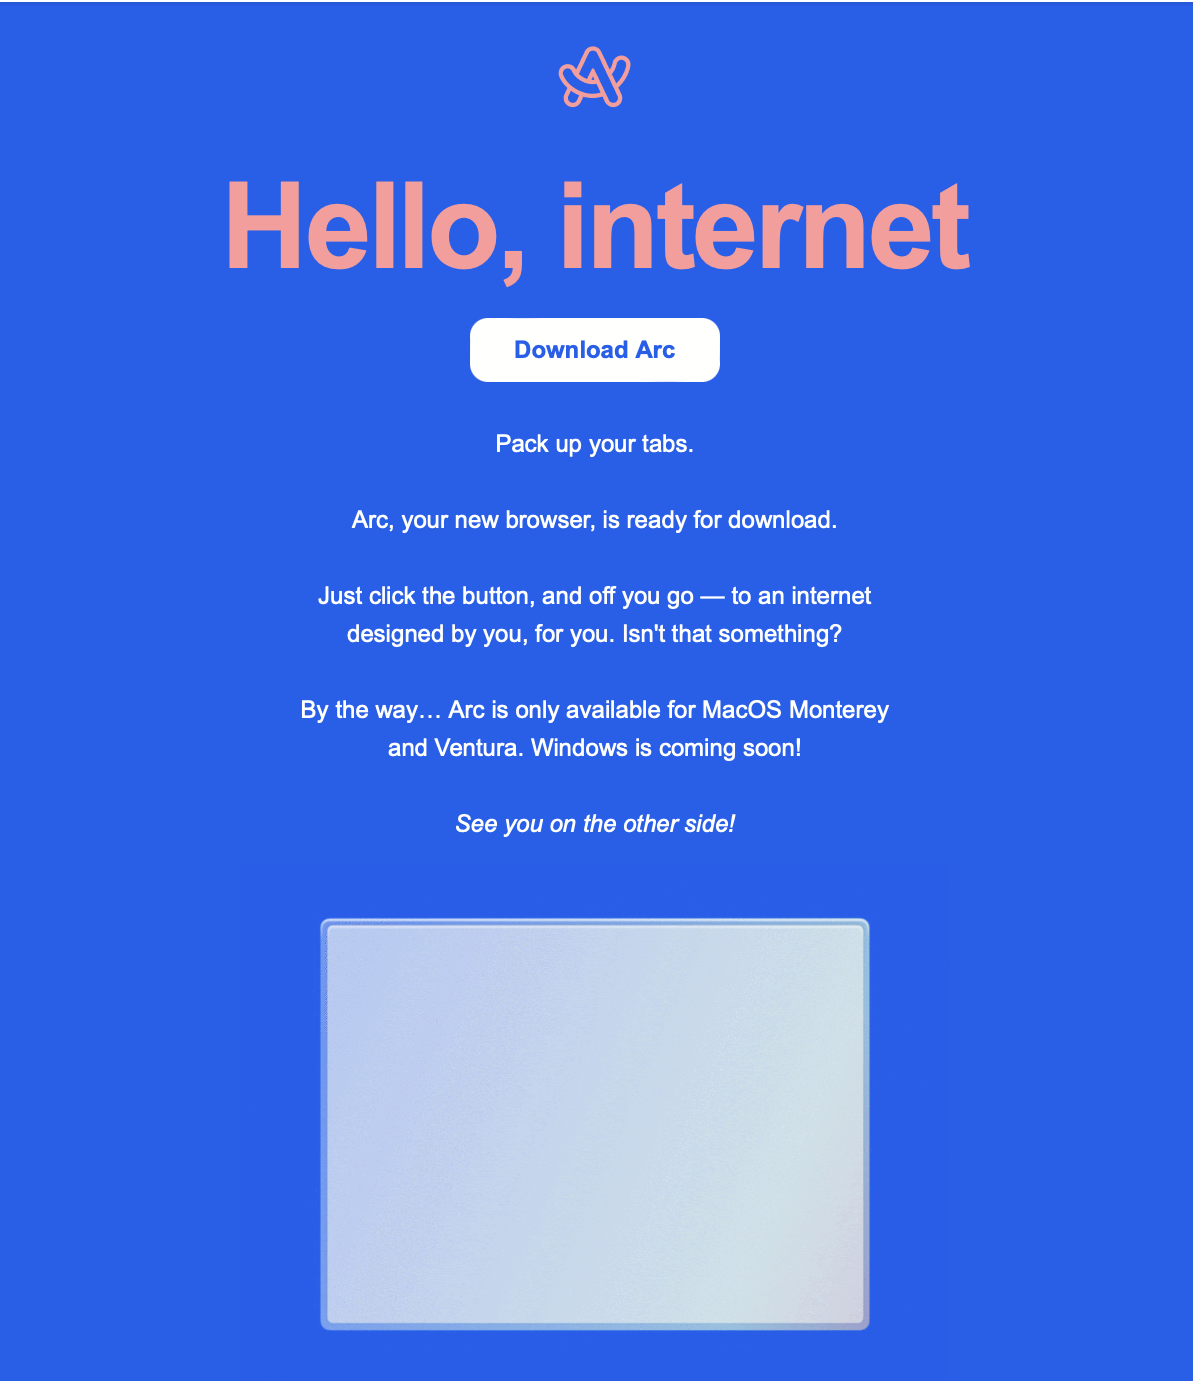 Hello, internet
Download Arc
Pack up your tabs.
Arc, your new browser, is ready for download.
Just click the button, and off you go — to an internet
designed by you, for you. Isn't that something?
By the way… Arc is only available for MacOS Monterey
and Ventura. Windows is coming soon!
See you on the other side!